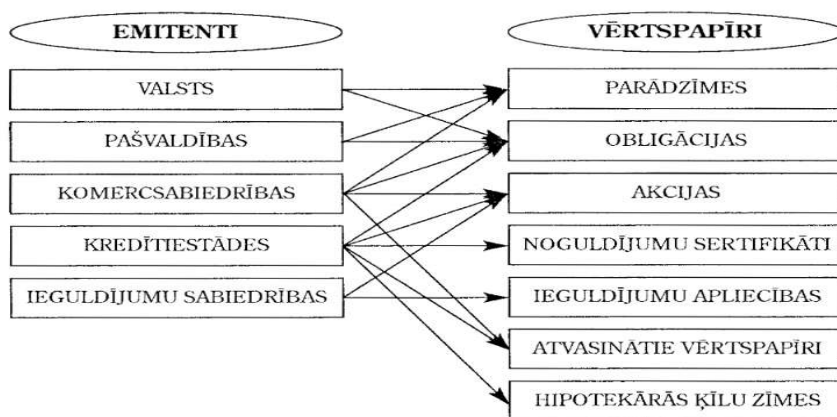 EMITENTI
VALSTS
PAŠVALDĪBAS
KOMERCSABIEDRĪBAS
KREDĪTIESTĀDES
IEGULDĪJUMU SABIEDRĪBAS
VĒRTSPAPĪRI
PARĀDZĪMES
OBLIGĀCIJAS
AKCIJAS
NOGULDĪJUMU SERTIFIKĀTI
IEGULDĪJUMU APLIECĪBAS
ATVASINĀTIE VĒRTSPAPĪRI
HIPOTEKĀRĀS ĶĪLU ZĪMES